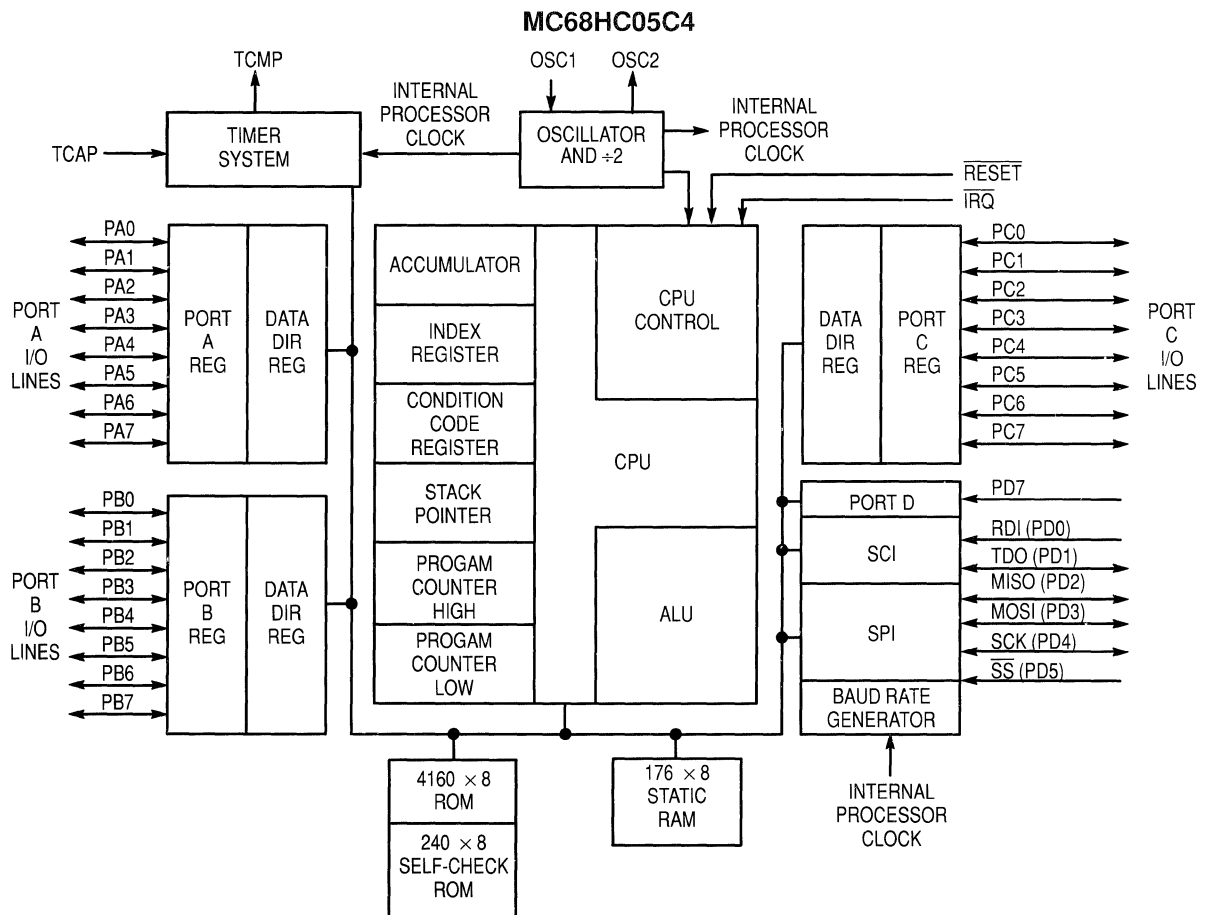 MC68HC05C4
TCMP
OSC1
OSC2
INTERNAL
PROCESSOR
CLOCK
INTERNAL
PROCESSOR
CLOCK
TCAP
TIMER
SYSTEM
OSCILLATOR
AND ÷2
RESET
IRQ
PORT
A
I/O
LINES
PA0
PA1
PA2
PA3
PA4
PA5
PA6
PA7
PORT
A
REG
DATA
DIR
REG
PORT
B
I/O
LINES
PB0
PB1
PB2
PB3
PB4
PB5
PB6
PB7
PORT
B
REG
DATA
DIR
REG
ACCUMULATOR
INDEX
REGISTER
CONDITION
CODE
REGISTER
STACK
POINTER
PROGAM
COUNTER
HIGH
PROGAM
COUNTER
LOW
CPU
CONTROL
CPU
ALU
DATA
DIR
REG
PORT
C
REG
PC0
PC1
PC2
PC3
PC4
PC5
PC6
PC7
PORT
C
I/O
LINES
PORT D
SCI
SPI
BAUD RATE
GENERATOR
PD7
RDI (PD0)
TDO (PD1)
MISO (PD2)
MOSI (PD3)
SCK (PD4)
SS (PD5)
INTERNAL
PROCESSOR
CLOCK
4160 × 8
ROM
240 × 8
SELF-CHECK
ROM
176 × 8
STATIC
RAM